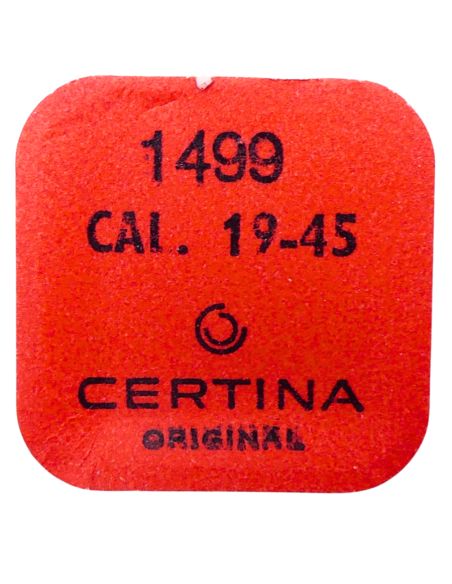 1499
CAL. 19-45
CERTINA
ORIGINAL